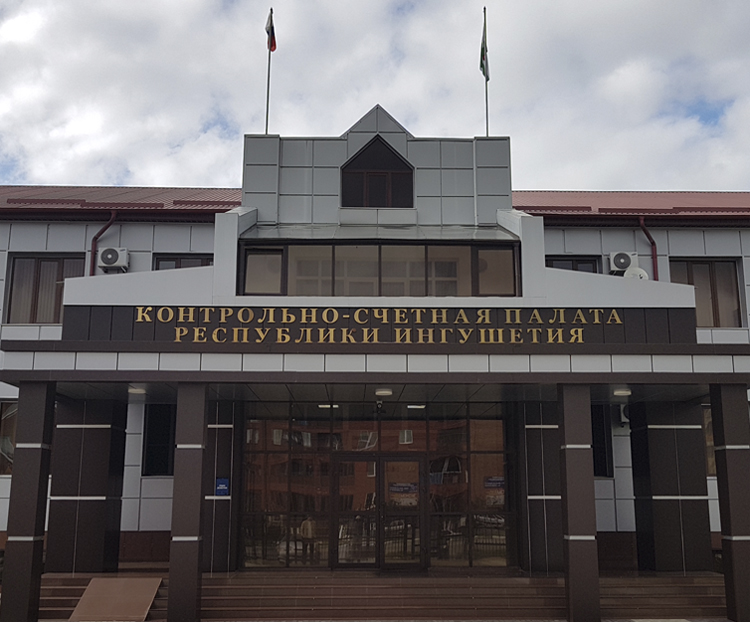 КОНТРОЛЬНО-СЧЕТНАЯ ПАЛАТА
РЕСПУБЛИКИ ИНГУШЕТИЯ